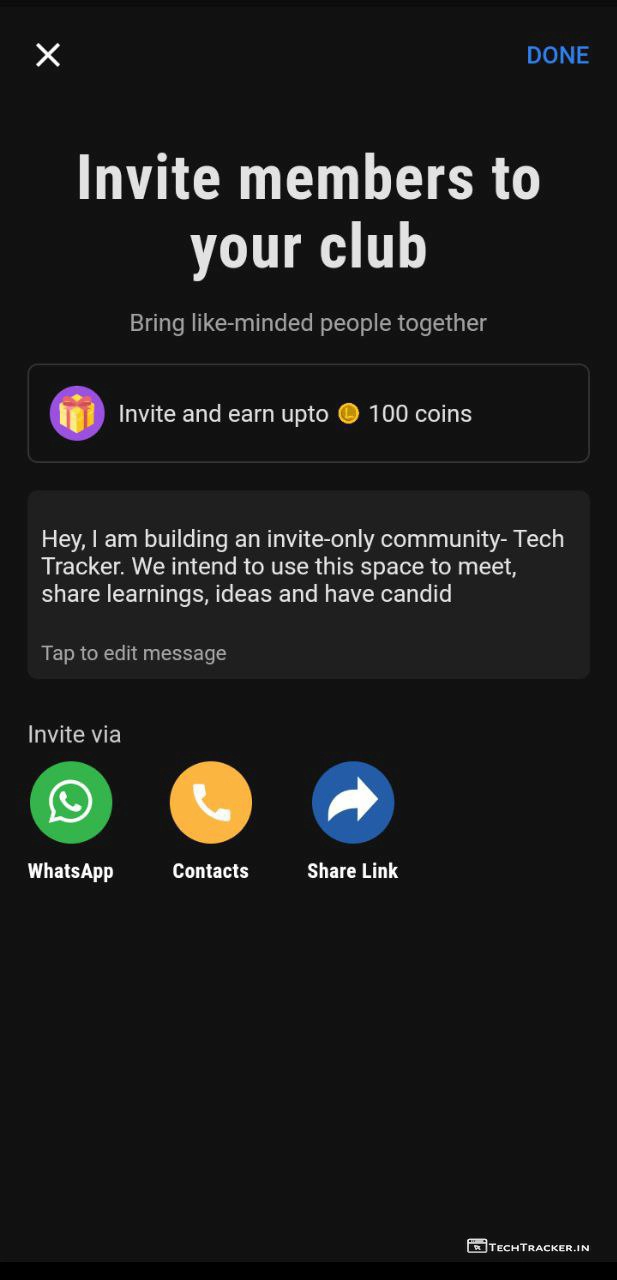 DONE
Invite members to
your club
Bring like-minded people together
Invite and earn upto L 100 coins
Hey, I am building an invite-only community- Tech
Tracker. We intend to use this space to meet,
share learnings, ideas and have candid
Tap to edit message
Invite via
WhatsApp Contacts Share Link
TECHTRACKER.IN